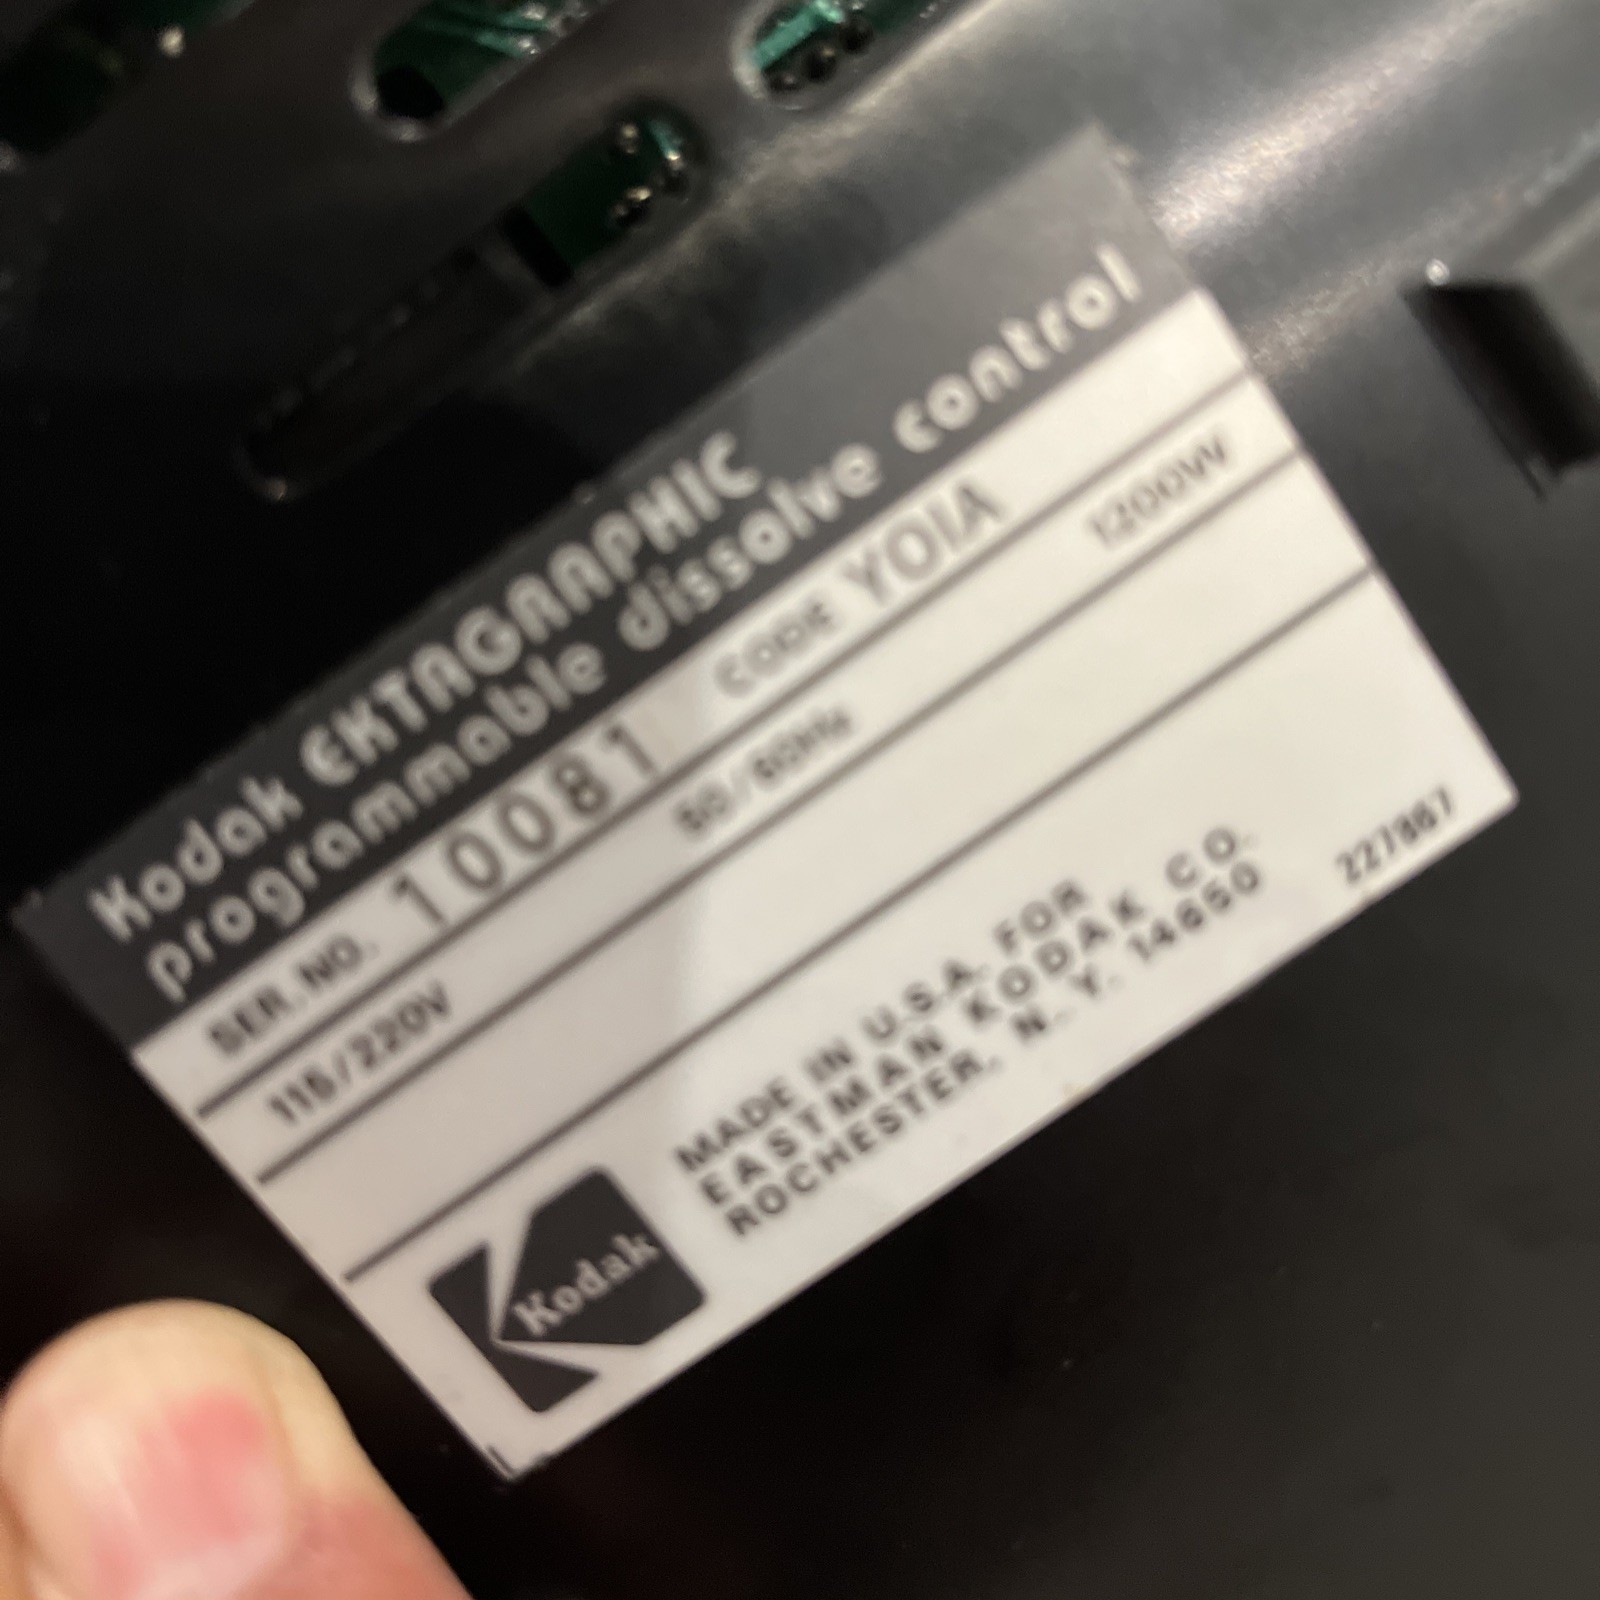 Kodak EKTAGRAPHIC
programmable dissolve control
SER. NO. 10081 CODE YOIA
115/220V 50/60Hz 1200W
Kodak
MADE IN U.S.A. FOR
EASTMAN KODAK CO.
ROCHESTER, N. Y. 14650
227867